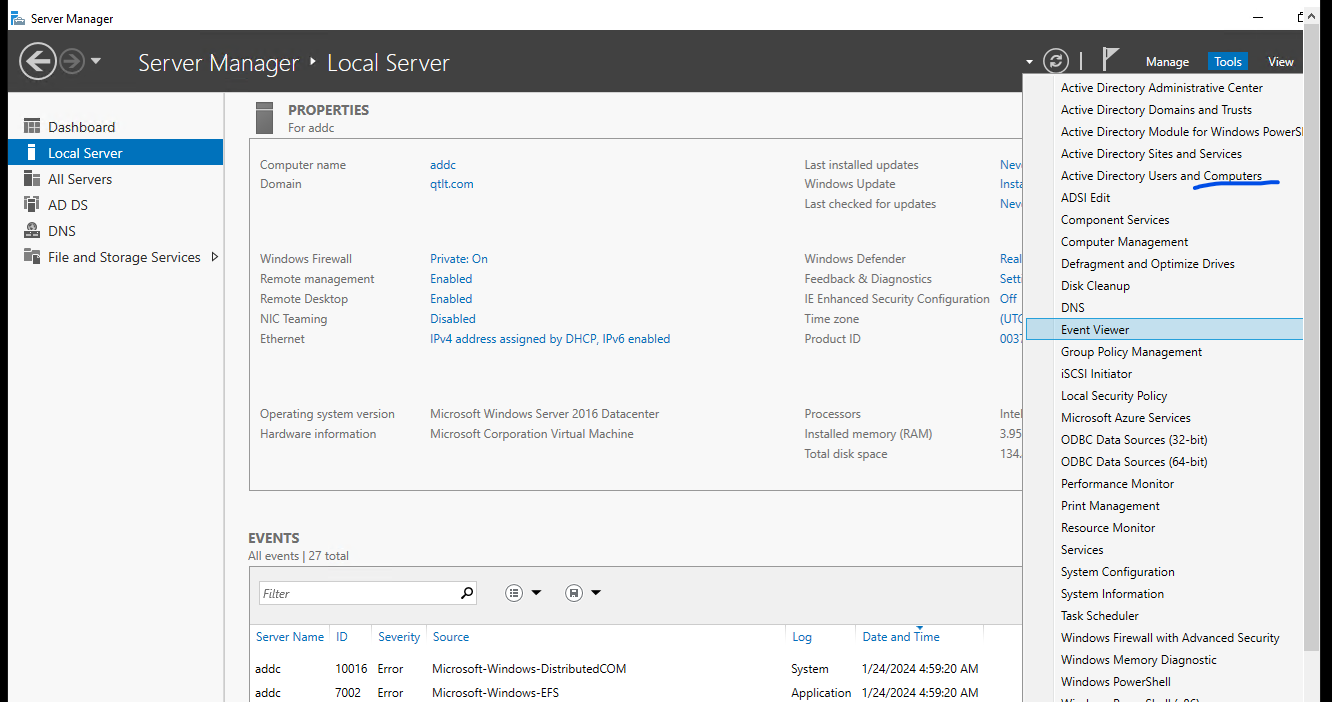 Server Manager
Server Manager ‣ Local Server
Manage Tools View
Dashboard
Local Server
All Servers
AD DS
DNS
File and Storage Services
PROPERTIES
For addc
Computer name addc
Domain qtlt.com
Last installed updates Neve
Windows Update Insta
Last checked for updates Neve
Windows Firewall Private: On
Remote management Enabled
Remote Desktop Enabled
NIC Teaming Disabled
Ethernet IPv4 address assigned by DHCP, IPv6 enabled
Windows Defender Real
Feedback & Diagnostics Setti
IE Enhanced Security Configuration Off
Time zone (UTC
Product ID 0037
Operating system version Microsoft Windows Server 2016 Datacenter
Hardware information Microsoft Corporation Virtual Machine
Processors Intel
Installed memory (RAM) 3.95
Total disk space 134.
EVENTS
All events | 27 total
Filter
Server Name ID Severity Source Log Date and Time
addc 10016 Error Microsoft-Windows-DistributedCOM System 1/24/2024 4:59:20 AM
addc 7002 Error Microsoft-Windows-EFS Application 1/24/2024 4:59:20 AM
Active Directory Administrative Center
Active Directory Domains and Trusts
Active Directory Module for Windows PowerSh
Active Directory Sites and Services
Active Directory Users and Computers
ADSI Edit
Component Services
Computer Management
Defragment and Optimize Drives
Disk Cleanup
DNS
Event Viewer
Group Policy Management
iSCSI Initiator
Local Security Policy
Microsoft Azure Services
ODBC Data Sources (32-bit)
ODBC Data Sources (64-bit)
Performance Monitor
Print Management
Resource Monitor
Services
System Configuration
System Information
Task Scheduler
Windows Firewall with Advanced Security
Windows Memory Diagnostic
Windows PowerShell